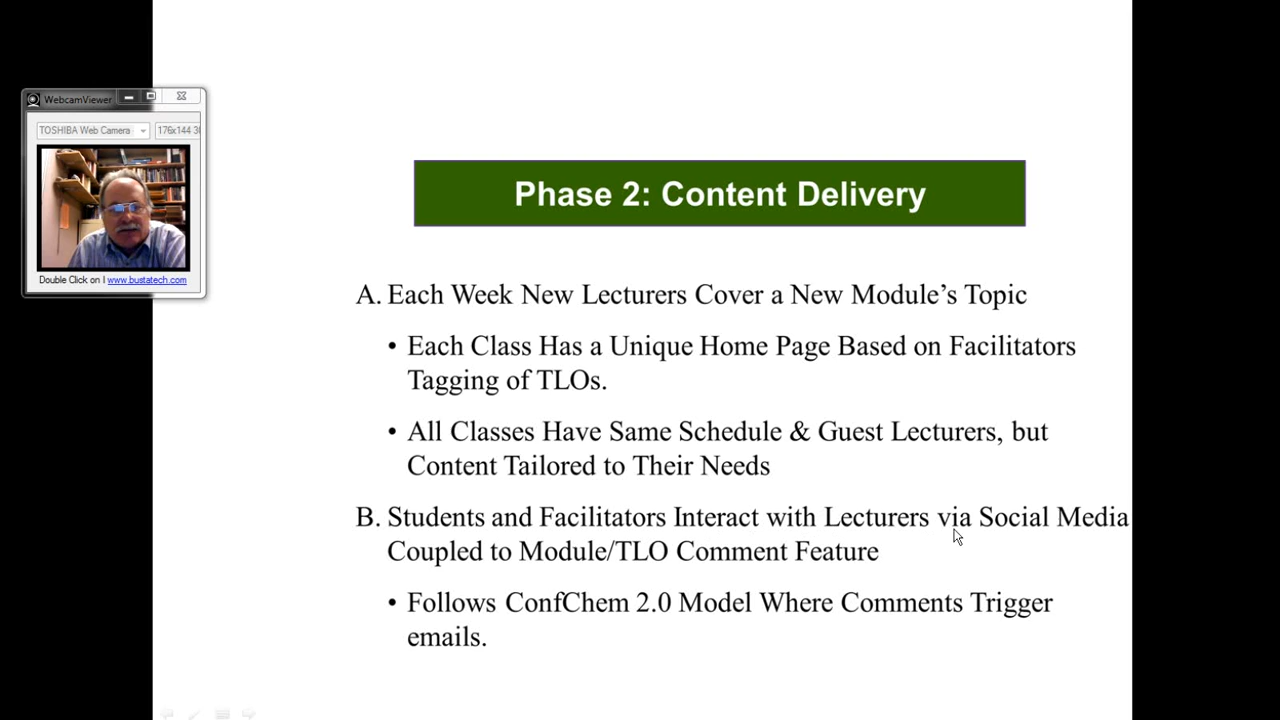 WebcamViewer
TOSHIBA Web Camera 176x144
Double Click on I www.bustatech.com
Phase 2: Content Delivery
A. Each Week New Lecturers Cover a New Module’s Topic
• Each Class Has a Unique Home Page Based on Facilitators
Tagging of TLOs.
• All Classes Have Same Schedule & Guest Lecturers, but
Content Tailored to Their Needs
B. Students and Facilitators Interact with Lecturers via Social Media
Coupled to Module/TLO Comment Feature
• Follows ConfChem 2.0 Model Where Comments Trigger
emails.